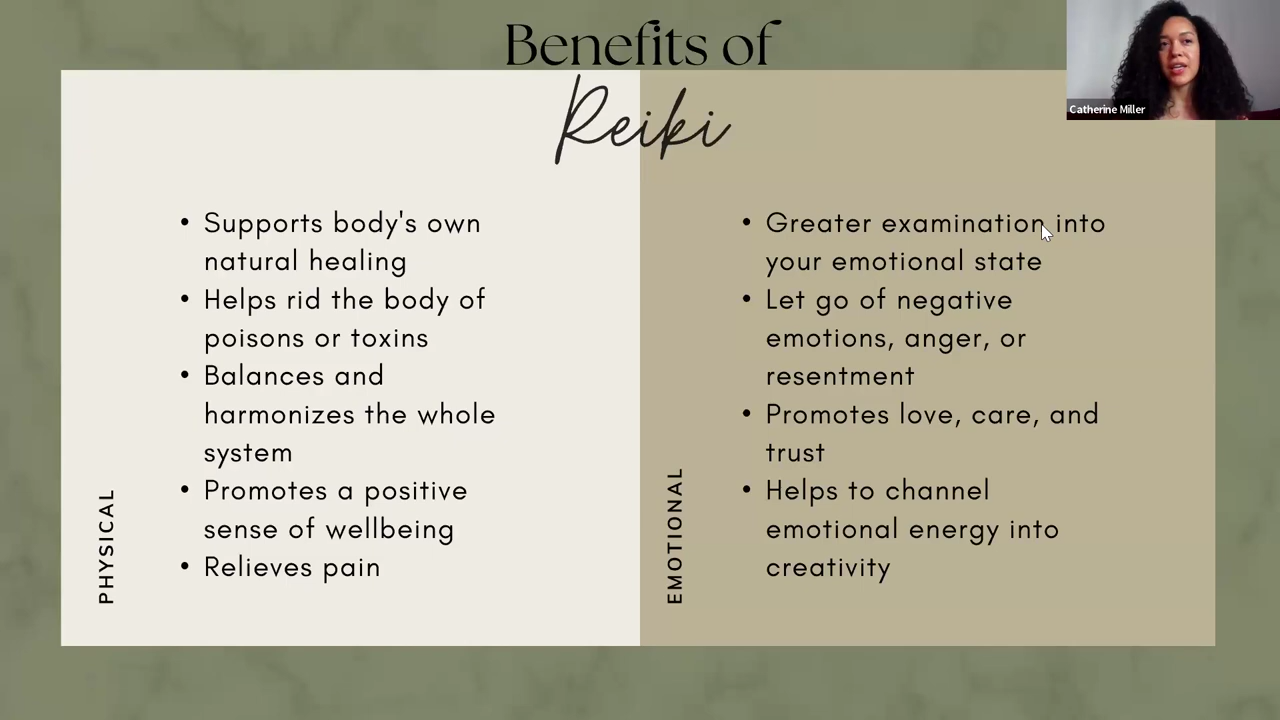 Benefits of
Reiki
Catherine Miller
PHYSICAL
• Supports body's own
natural healing
• Helps rid the body of
poisons or toxins
• Balances and
harmonizes the whole
system
• Promotes a positive
sense of wellbeing
• Relieves pain
EMOTIONAL
• Greater examination into
your emotional state
• Let go of negative
emotions, anger, or
resentment
• Promotes love, care, and
trust
• Helps to channel
emotional energy into
creativity